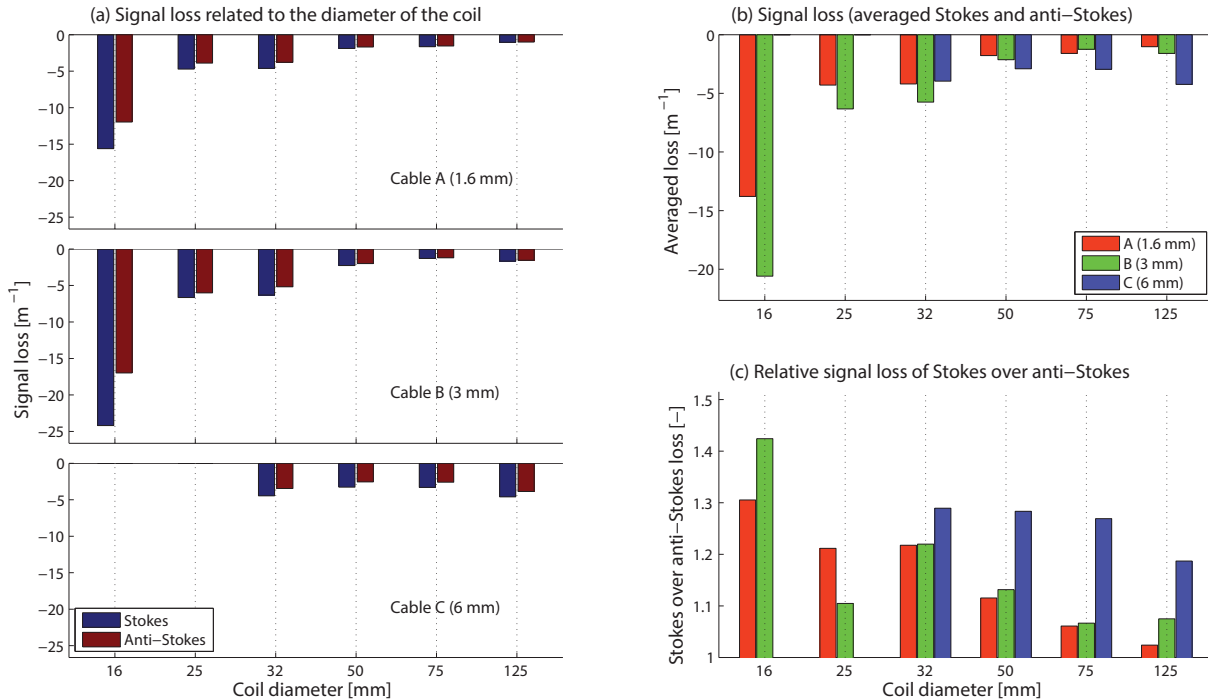 (a) Signal loss related to the diameter of the coil
0
−5
−10
−15
−20
−25
Cable A (1.6 mm)
0
−5
−10
−15
−20
−25
Cable B (3 mm)
Signal loss [m⁻¹]
0
−5
−10
−15
−20
−25
Cable C (6 mm)
Stokes
Anti−Stokes
16 25 32 50 75 125
Coil diameter [mm]
(b) Signal loss (averaged Stokes and anti−Stokes)
0
−5
−10
−15
−20
Averaged loss [m⁻¹]
A (1.6 mm)
B (3 mm)
C (6 mm)
16 25 32 50 75 125
(c) Relative signal loss of Stokes over anti−Stokes
1.5
1.4
1.3
1.2
1.1
1
Stokes over anti−Stokes loss [−]
16 25 32 50 75 125
Coil diameter [mm]